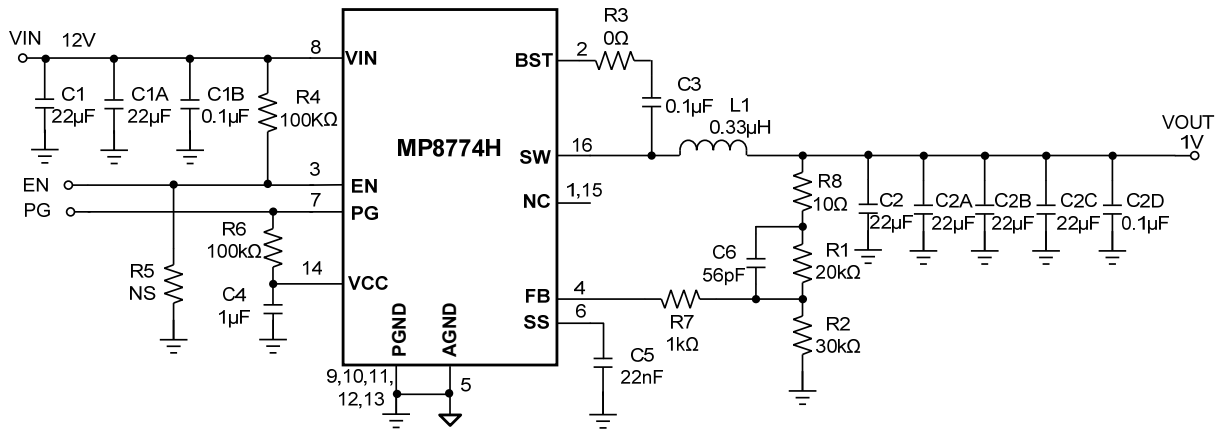 VIN
12V
C1
22µF
C1A
22µF
C1B
0.1µF
R4
100KΩ
EN
PG
R5
NS
R6
100kΩ
C4
1µF
8
3
7
14
VIN
EN
PG
VCC
MP8774H
BST
SW
NC
FB
SS
PGND
AGND
9,10,11,
12,13
5
2
16
1,15
4
6
R3
0Ω
C3
0.1µF
L1
0.33µH
R8
10Ω
C6
56pF
R1
20kΩ
R7
1kΩ
R2
30kΩ
C5
22nF
C2
22µF
C2A
22µF
C2B
22µF
C2C
22µF
C2D
0.1µF
VOUT
1V